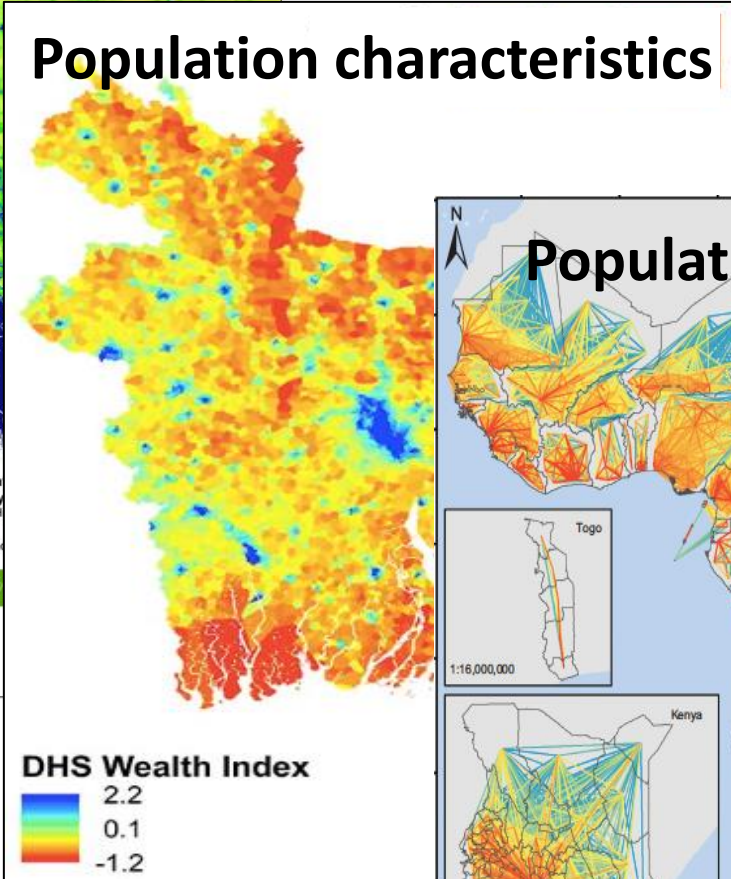 Population characteristics
N
Populat
Togo
1:16,000,000
Kenya
DHS Wealth Index
2.2
0.1
-1.2